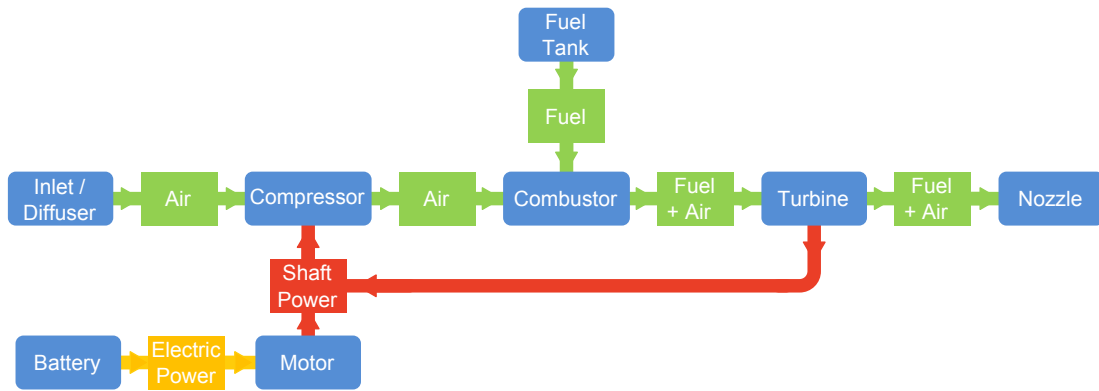 Fuel
Tank
Fuel
Inlet /
Diffuser
Air
Compressor
Air
Combustor
Fuel
+ Air
Turbine
Fuel
+ Air
Nozzle
Shaft
Power
Battery
Electric
Power
Motor